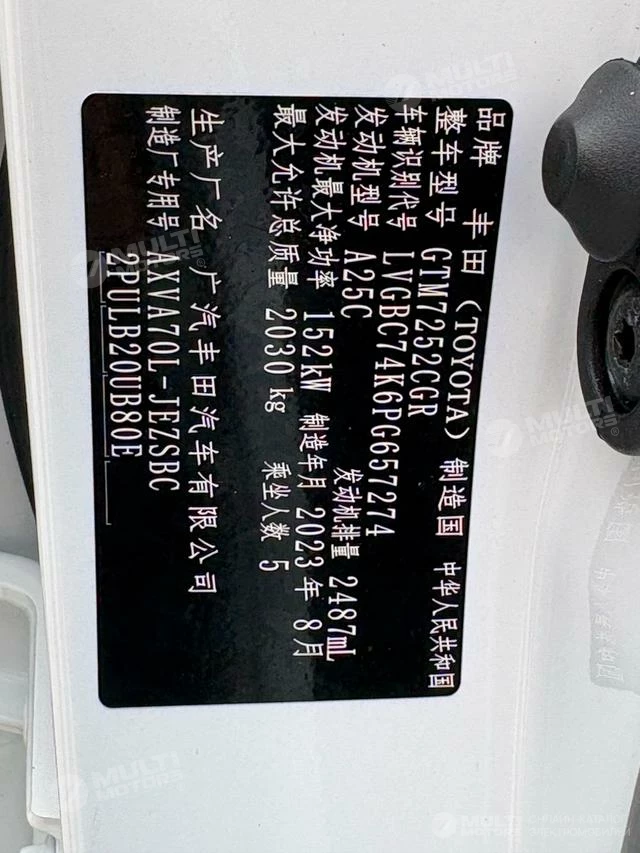 品牌 丰田（TOYOTA） 制造国 中华人民共和国
整车型号 GTM7252CGR
车辆识别代号 LVGBC74K6PG657274
发动机型号 A25C 发动机排量 2487mL
发动机最大净功率 152kW 制造年月 2023年 8月
最大允许总质量 2030 kg 乘坐人数 5
生产厂名 广汽丰田汽车有限公司
制造厂专用号 AXVA70L-JEZSBC
2PULB20UB80E
MULTI
MOTORS